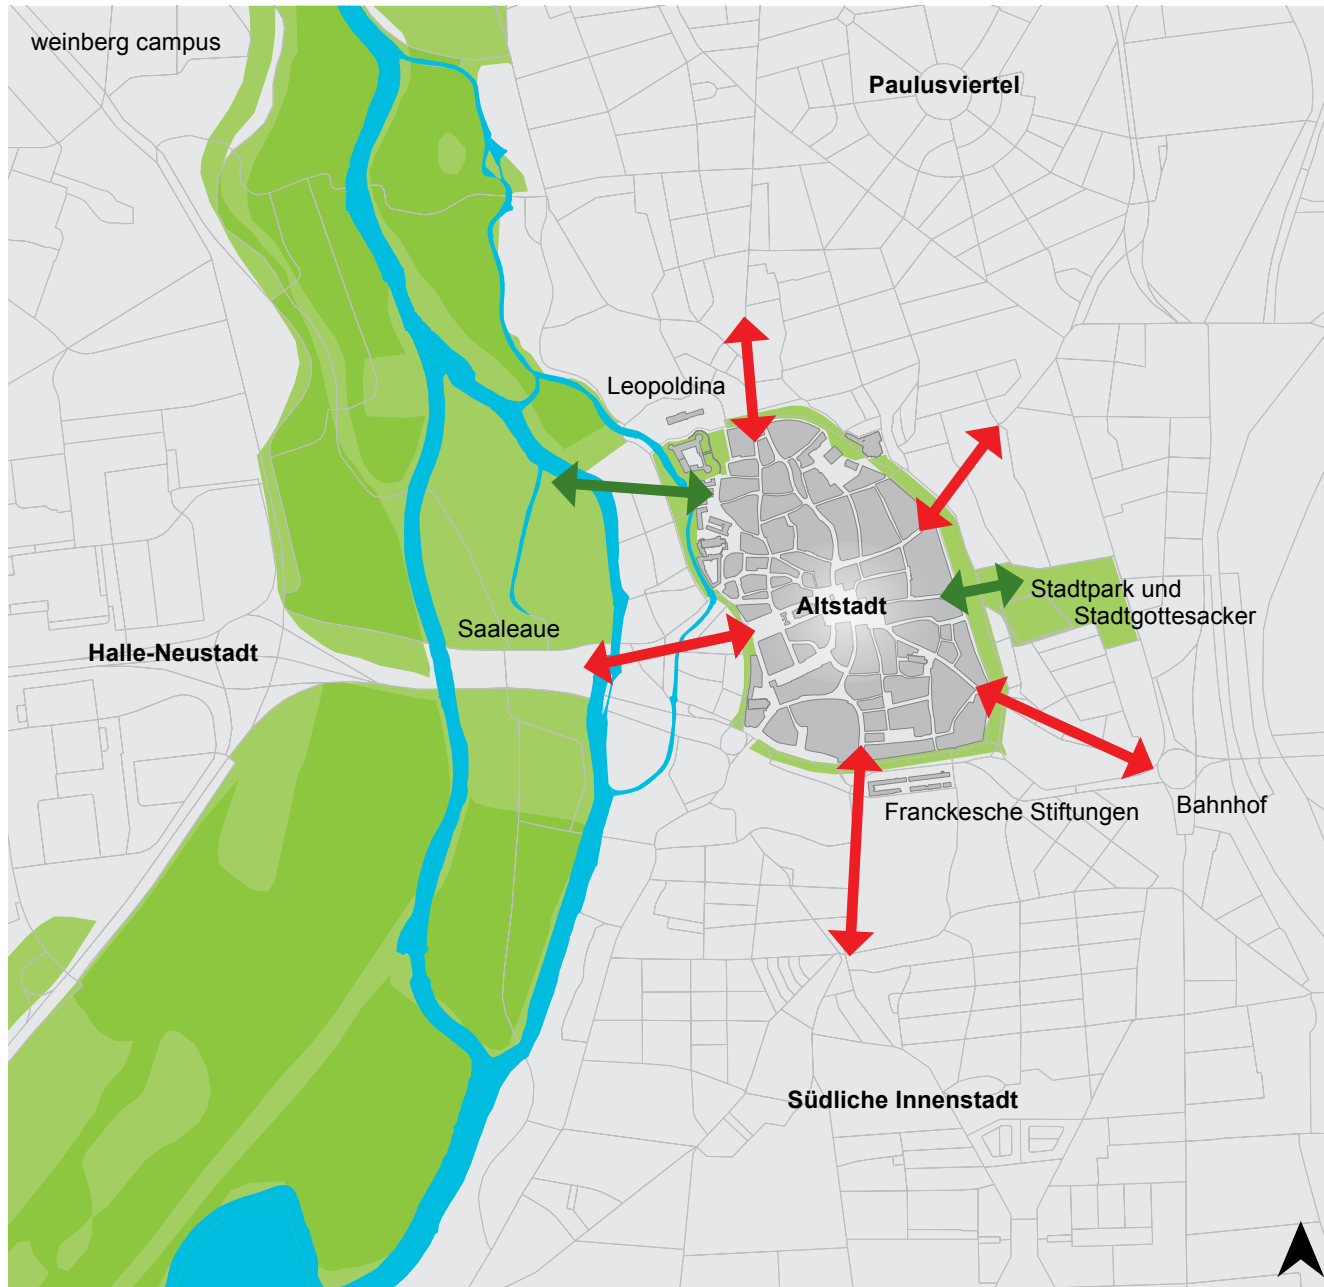 weinberg campus
Paulusviertel
Leopoldina
Stadtpark und
Stadtgottesacker
Altstadt
Saaleaue
Halle-Neustadt
Bahnhof
Franckesche Stiftungen
Südliche Innenstadt